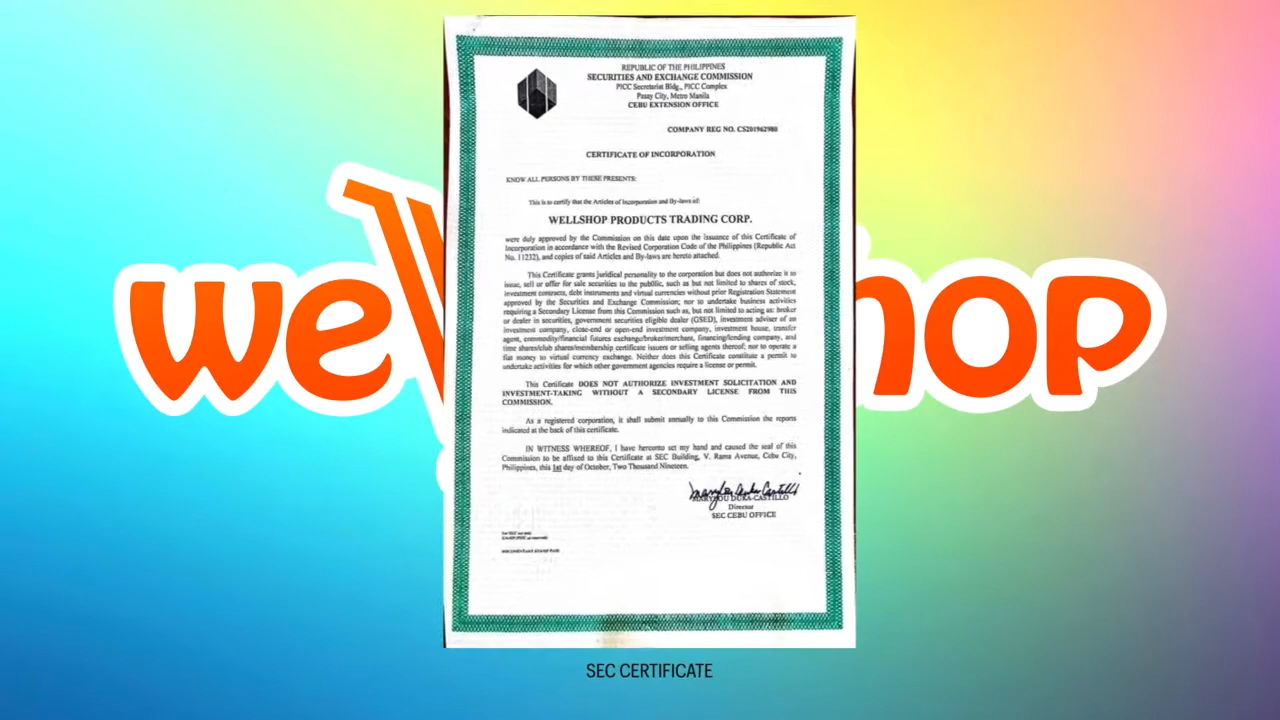 REPUBLIC OF THE PHILIPPINES
SECURITIES AND EXCHANGE COMMISSION
PICC Secretariat Bldg., PICC Complex
Pasay City, Metro Manila
CEBU EXTENSION OFFICE
COMPANY REG NO. CS201962980
CERTIFICATE OF INCORPORATION
KNOW ALL PERSONS BY THESE PRESENTS:
This is to certify that the Articles of Incorporation and By-laws of:
WELLSHOP PRODUCTS TRADING CORP.
were duly approved by the Commission on this date upon the issuance of this Certificate of
Incorporation in accordance with the Revised Corporation Code of the Philippines (Republic Act
No. 11232), and copies of said Articles and By-laws are hereto attached.
This Certificate grants juridical personality to the corporation but does not authorize it to
issue, sell or offer for sale securities to the public, such as but not limited to shares of stock,
investment contracts, debt instruments and virtual currencies without prior Registration Statement
approved by the Securities and Exchange Commission; nor to undertake business activities
requiring a Secondary License from this Commission such as, but not limited to acting as: broker
or dealer in securities, government securities eligible dealer (GSED), investment adviser of an
investment company, close-end or open-end investment company, investment house, transfer
agent, commodity/financial futures exchange/broker/merchant, financing/lending company, and
time shares/club shares/membership certificate issuers or selling agents thereof; nor to operate a
fiat money to virtual currency exchange. Neither does this Certificate constitute a permit to
undertake activities for which other government agencies require a license or permit.
This Certificate DOES NOT AUTHORIZE INVESTMENT SOLICITATION AND
INVESTMENT-TAKING WITHOUT A SECONDARY LICENSE FROM THIS
COMMISSION.
As a registered corporation, it shall submit annually to this Commission the reports
indicated at the back of this certificate.
IN WITNESS WHEREOF, I have hereunto set my hand and caused the seal of this
Commission to be affixed to this Certificate at SEC Building, V. Rama Avenue, Cebu City,
Philippines, this 1st day of October, Two Thousand Nineteen.
MARYLOU DUKA-CASTILLO
Director
SEC CEBU OFFICE
we hop
SEC CERTIFICATE